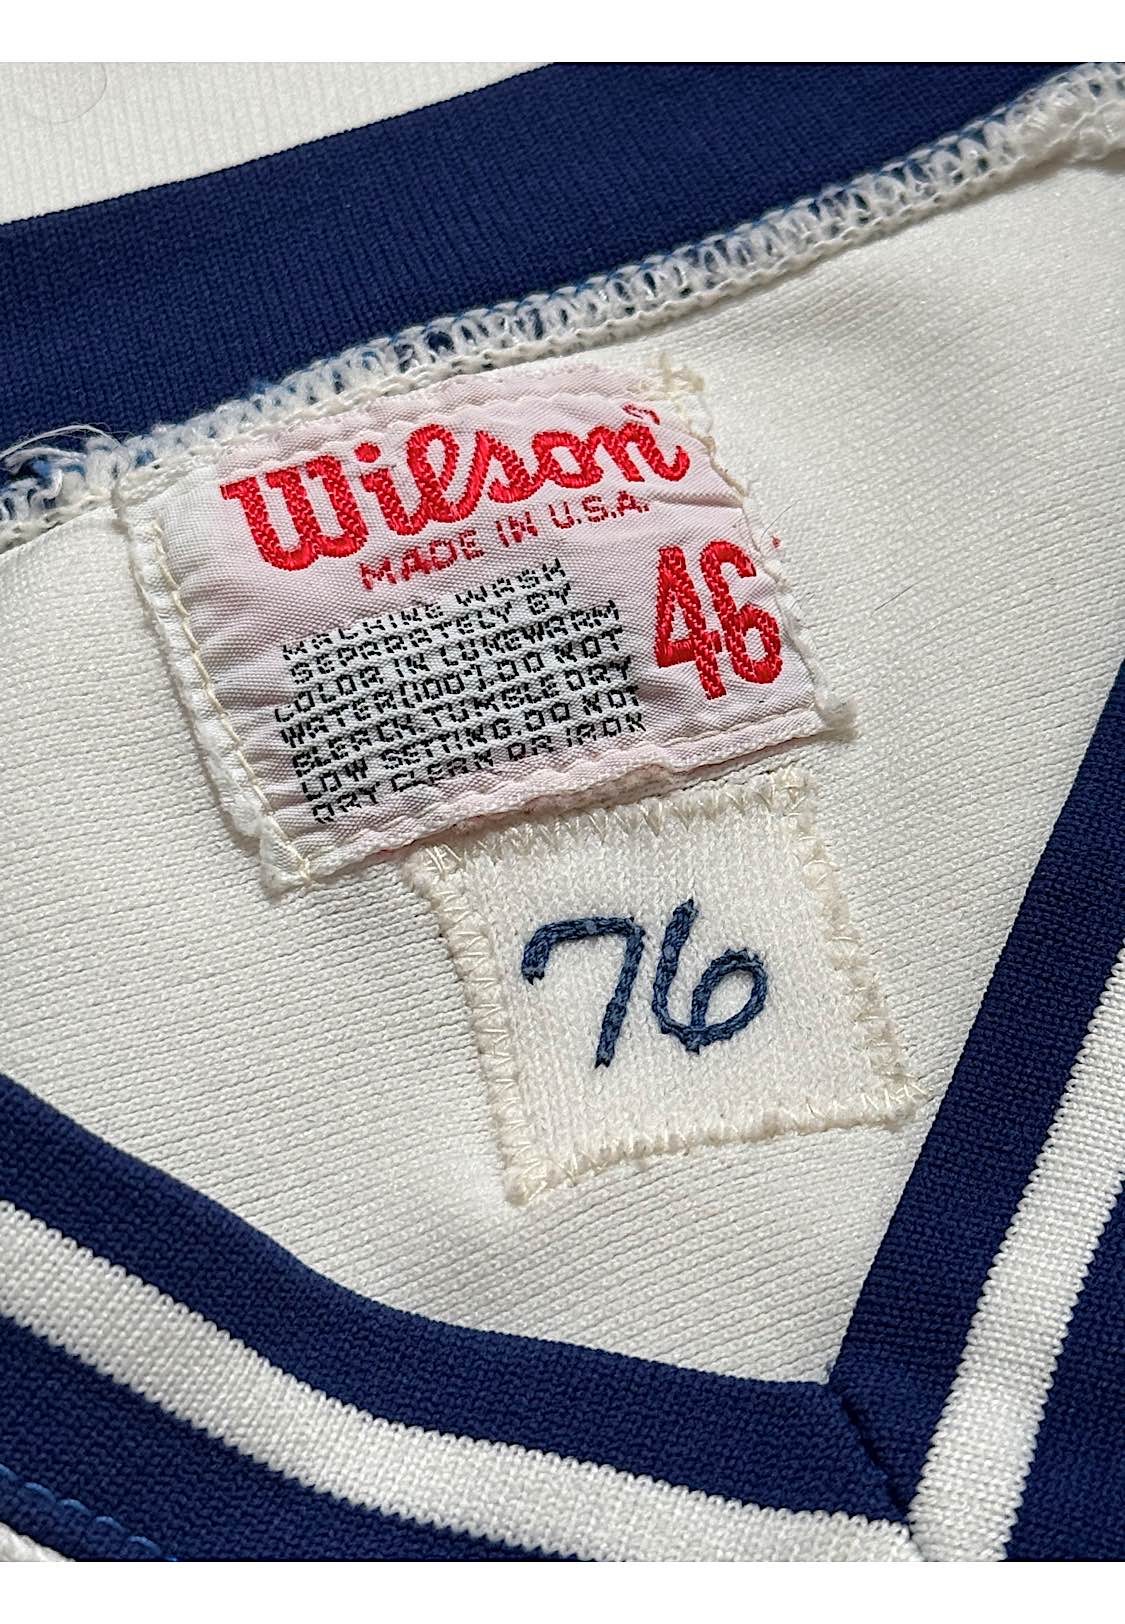 Wilson
MADE IN U.S.A.
46
MACHINE WASH
SEPARATELY BY
COLOR IN LUKEWARM
WATER(100°).DO NOT
BLEACH.TUMBLE DRY
LOW SETTING.DO NOT
DRY CLEAN OR IRON
76